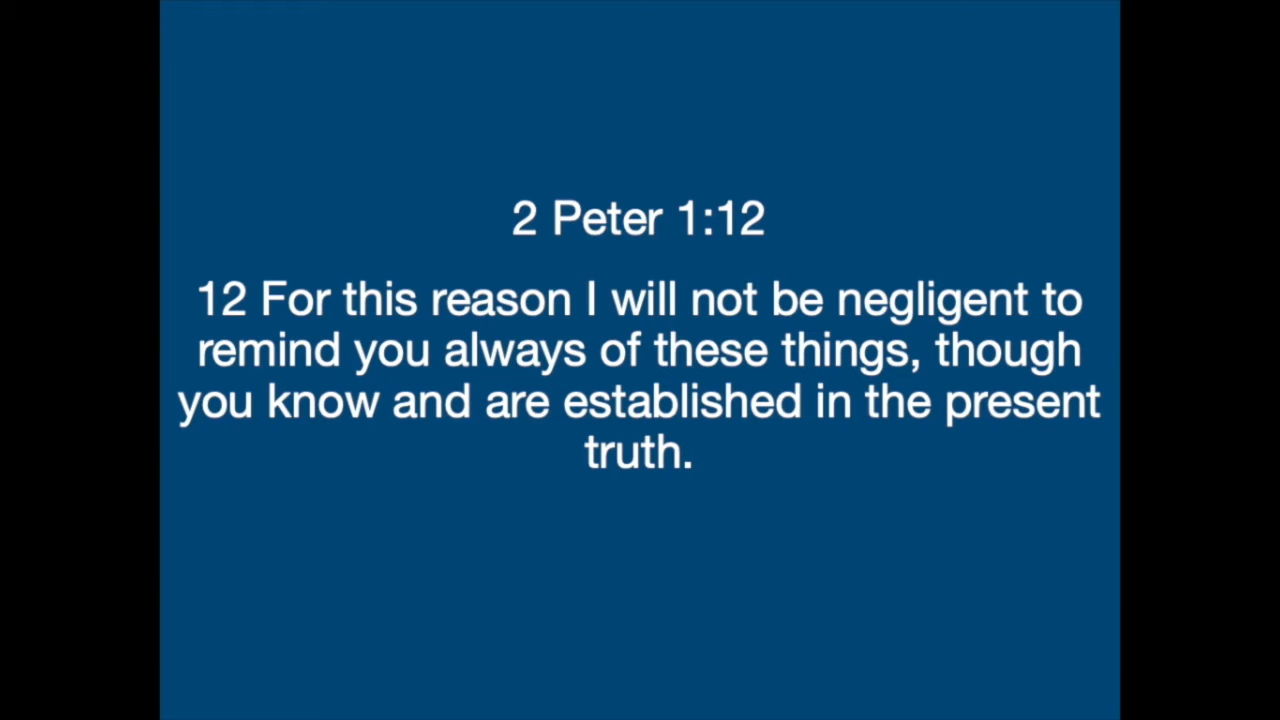 2 Peter 1:12
12 For this reason I will not be negligent to
remind you always of these things, though
you know and are established in the present
truth.